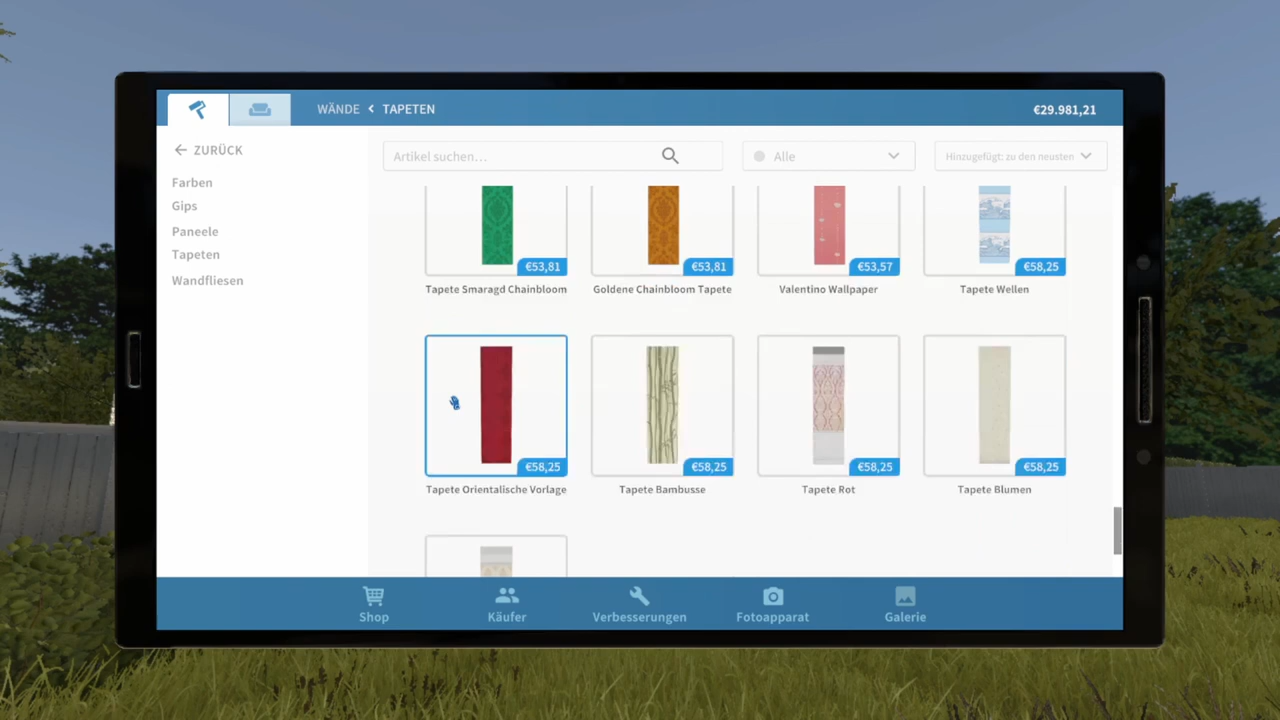 WÄNDE < TAPETEN
€29.981,21
ZURÜCK
Farben
Gips
Paneele
Tapeten
Wandfliesen
Artikel suchen...
Alle
Hinzugefügt: zu den neusten
€53,81
€53,81
€53,57
€58,25
Tapete Smaragd Chainbloom
Goldene Chainbloom Tapete
Valentino Wallpaper
Tapete Wellen
€58,25
€58,25
€58,25
€58,25
Tapete Orientalische Vorlage
Tapete Bambusse
Tapete Rot
Tapete Blumen
Shop
Käufer
Verbesserungen
Fotoapparat
Galerie